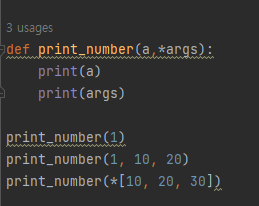 3 usages
def print_number(a,*args):
    print(a)
    print(args)
print_number(1)
print_number(1, 10, 20)
print_number(*[10, 20, 30])